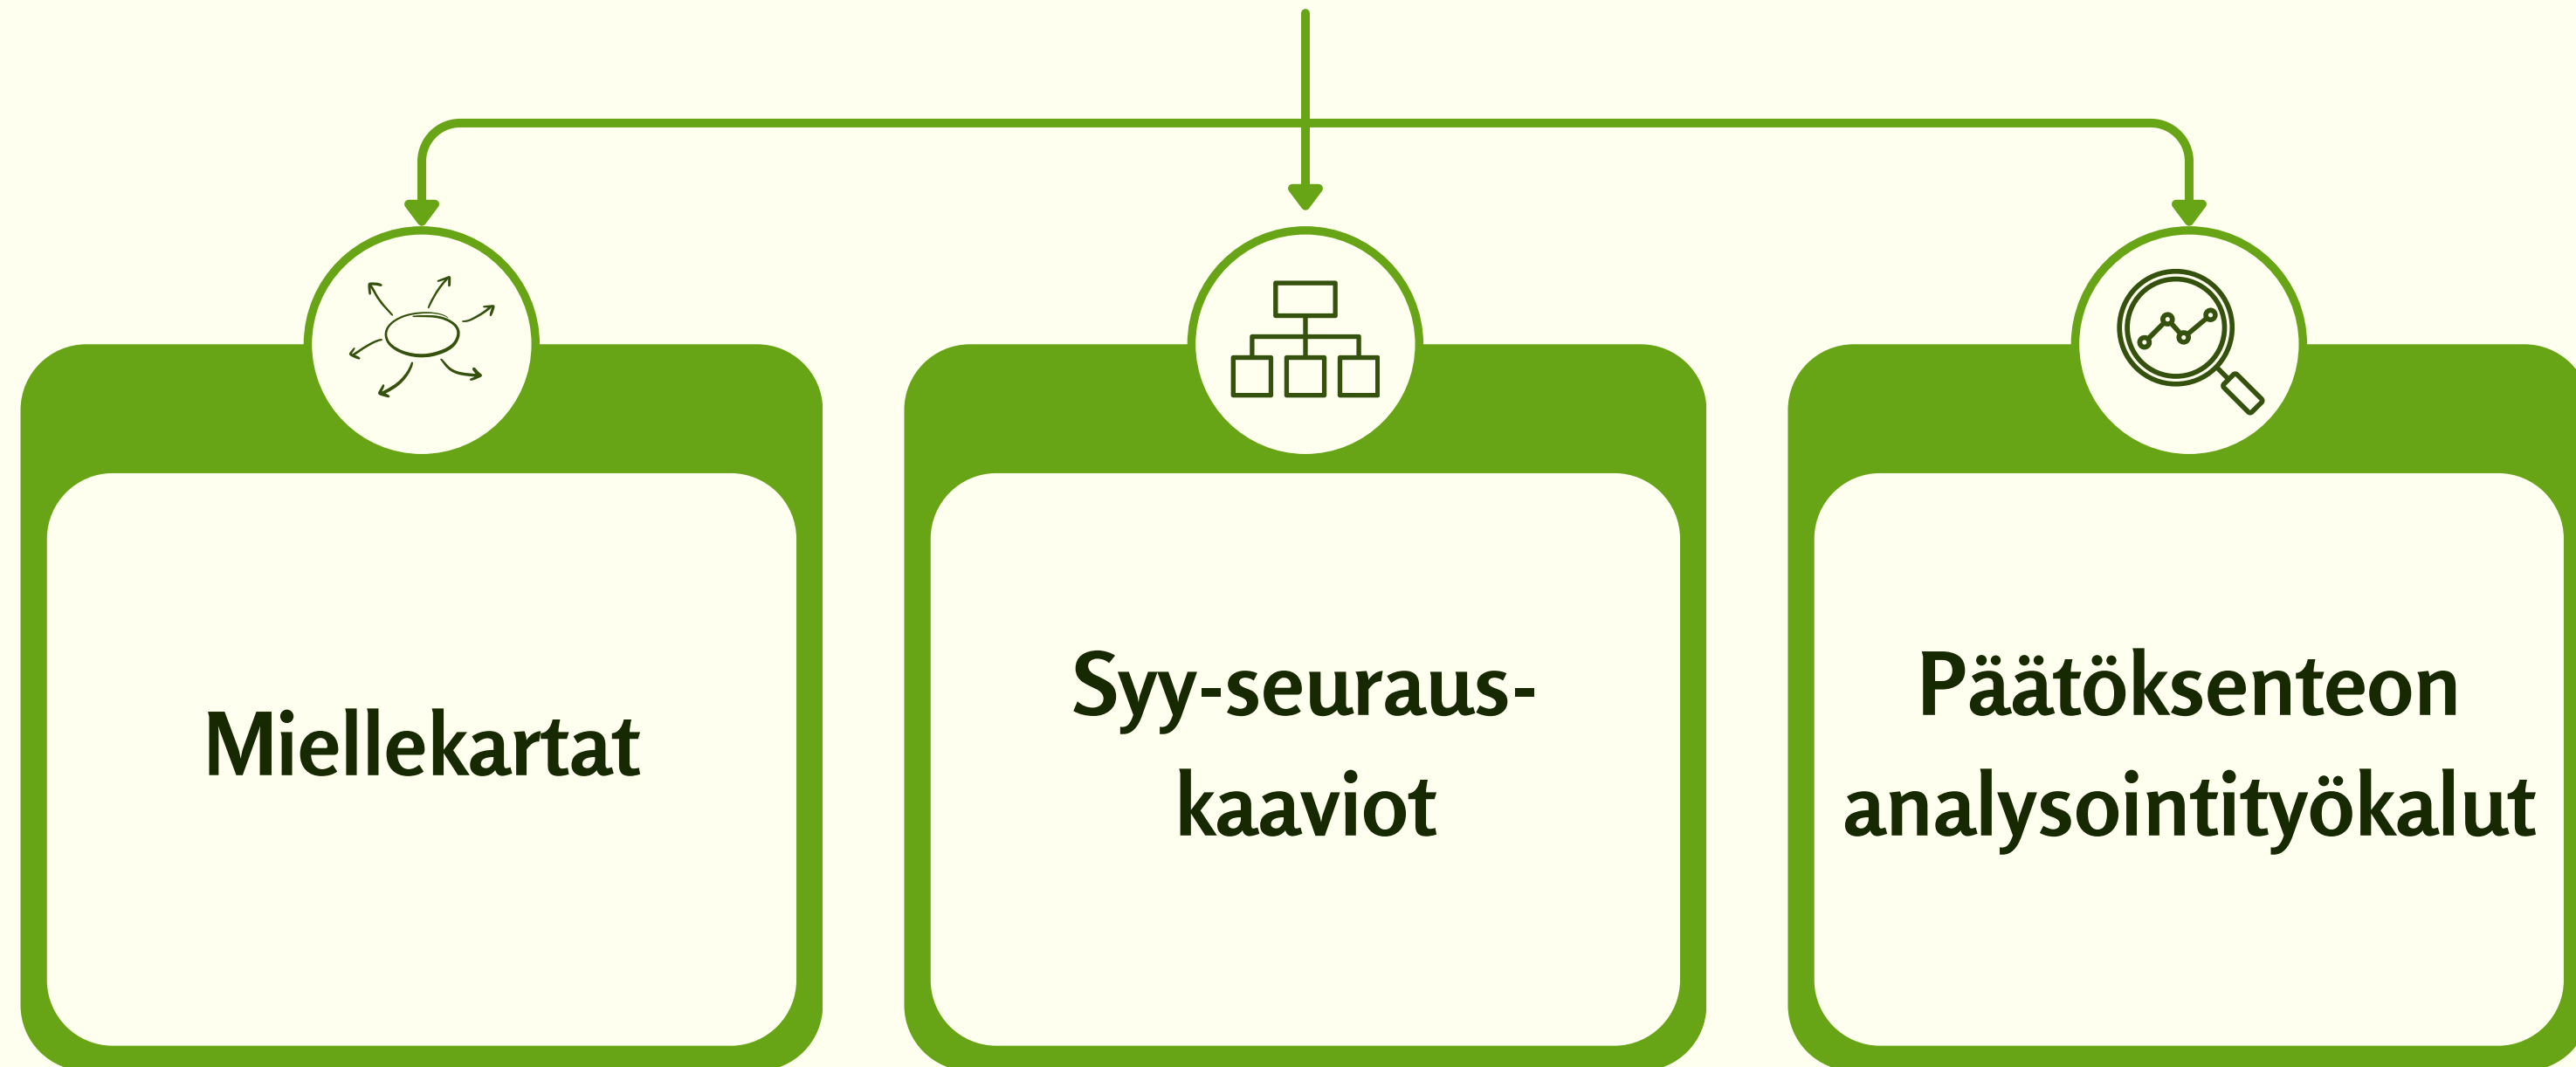 Miellekartat
Syy-seuraus-
kaaviot
Päätöksenteon
analysointityökalut